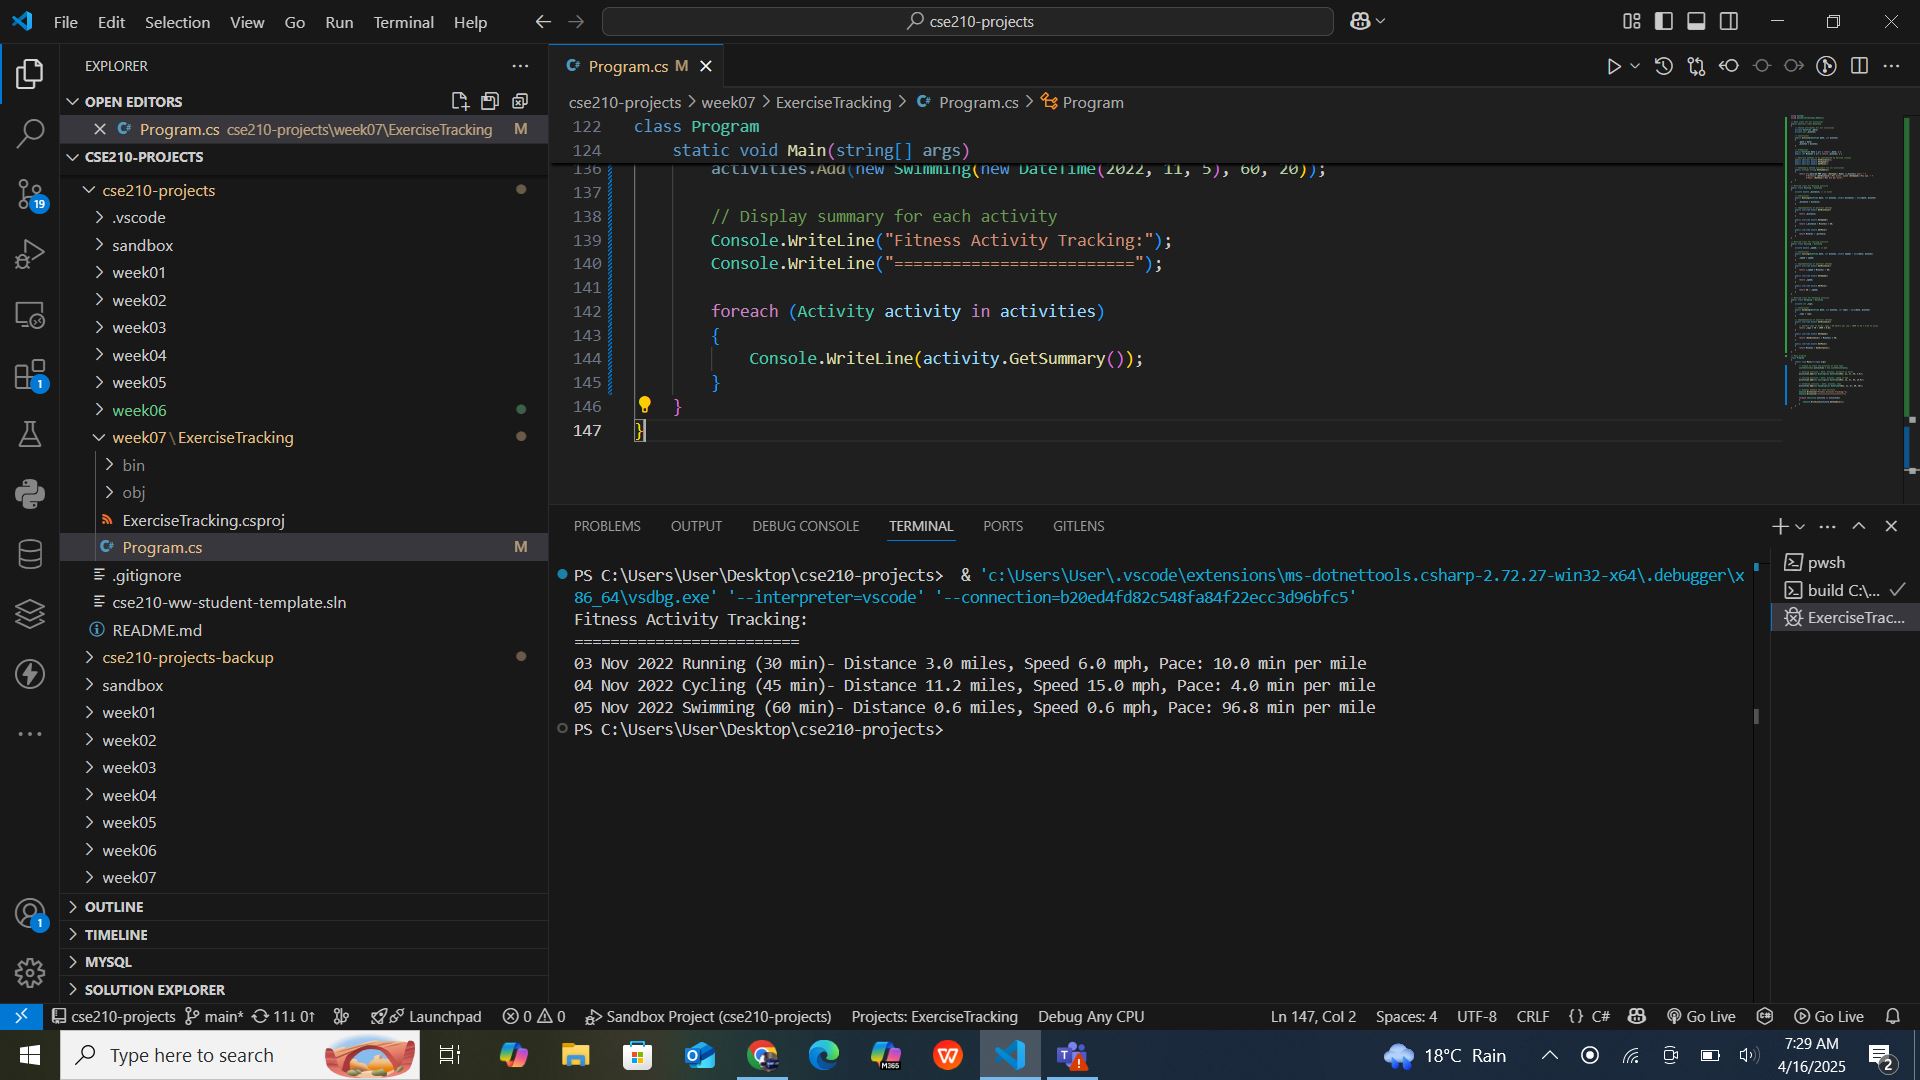 File Edit Selection View Go Run Terminal Help
cse210-projects
EXPLORER
OPEN EDITORS
Program.cs cse210-projects\week07\ExerciseTracking M
CSE210-PROJECTS
cse210-projects
.vscode
sandbox
week01
week02
week03
week04
week05
week06
week07\ExerciseTracking
bin
obj
ExerciseTracking.csproj
Program.cs M
.gitignore
cse210-ww-student-template.sln
README.md
cse210-projects-backup
sandbox
week01
week02
week03
week04
week05
week06
week07
OUTLINE
TIMELINE
MYSQL
SOLUTION EXPLORER
19
1
1
Program.cs M
cse210-projects > week07 > ExerciseTracking > Program.cs > Program
122 class Program
124 static void Main(string[] args)
136 activities.Add(new Swimming(new DateTime(2022, 11, 5), 60, 20));
137
138 // Display summary for each activity
139 Console.WriteLine("Fitness Activity Tracking:");
140 Console.WriteLine("=========================");
141
142 foreach (Activity activity in activities)
143 {
144 Console.WriteLine(activity.GetSummary());
145 }
146 }
147 }
PROBLEMS OUTPUT DEBUG CONSOLE TERMINAL PORTS GITLENS
PS C:\Users\User\Desktop\cse210-projects> & 'c:\Users\User\.vscode\extensions\ms-dotnettools.csharp-2.72.27-win32-x64\.debugger\x
86_64\vsdbg.exe' '--interpreter=vscode' '--connection=b20ed4fd82c548fa84f22ecc3d96bfc5'
Fitness Activity Tracking:
=========================
03 Nov 2022 Running (30 min)- Distance 3.0 miles, Speed 6.0 mph, Pace: 10.0 min per mile
04 Nov 2022 Cycling (45 min)- Distance 11.2 miles, Speed 15.0 mph, Pace: 4.0 min per mile
05 Nov 2022 Swimming (60 min)- Distance 0.6 miles, Speed 0.6 mph, Pace: 96.8 min per mile
PS C:\Users\User\Desktop\cse210-projects>
pwsh
build C:\...
ExerciseTrac...
cse210-projects main* 11↓ 0↑ Launchpad 0 0 Sandbox Project (cse210-projects) Projects: ExerciseTracking Debug Any CPU Ln 147, Col 2 Spaces: 4 UTF-8 CRLF {} C# Go Live Go Live
Type here to search
M365
18°C Rain
7:29 AM
4/16/2025
2